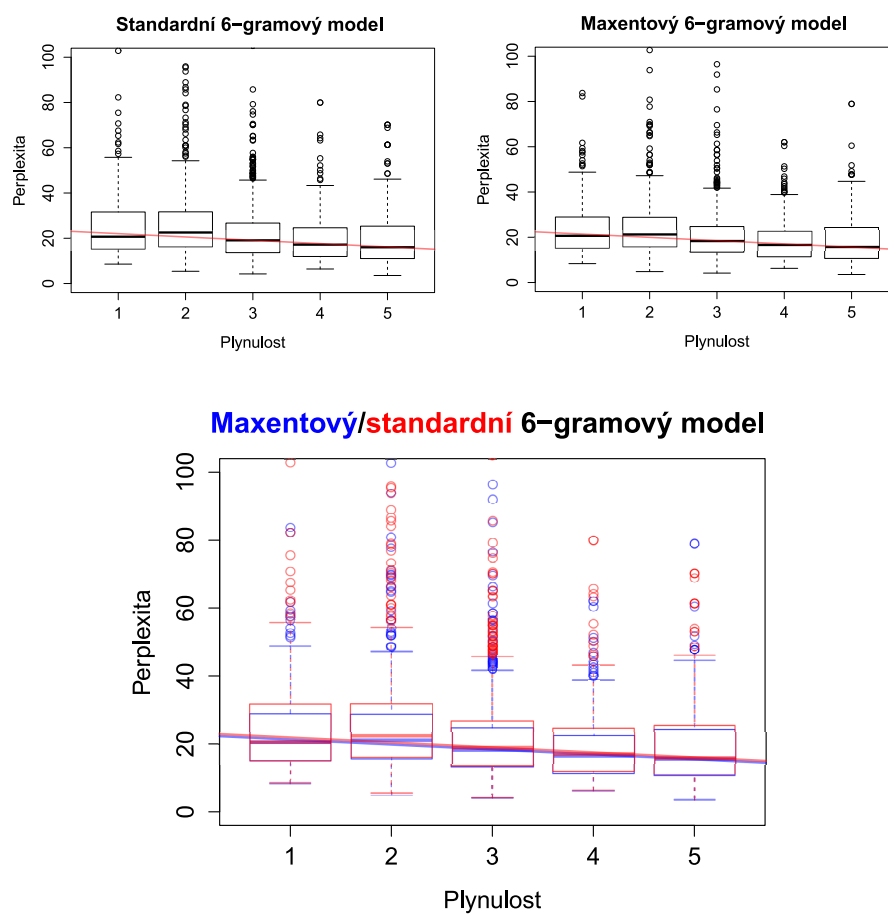 Standardní 6−gramový model
Perplexita
100
80
60
40
20
0
1 2 3 4 5
Plynulost
Maxentový 6−gramový model
Perplexita
100
80
60
40
20
0
1 2 3 4 5
Plynulost
Maxentový/standardní 6−gramový model
Perplexita
100
80
60
40
20
0
1 2 3 4 5
Plynulost